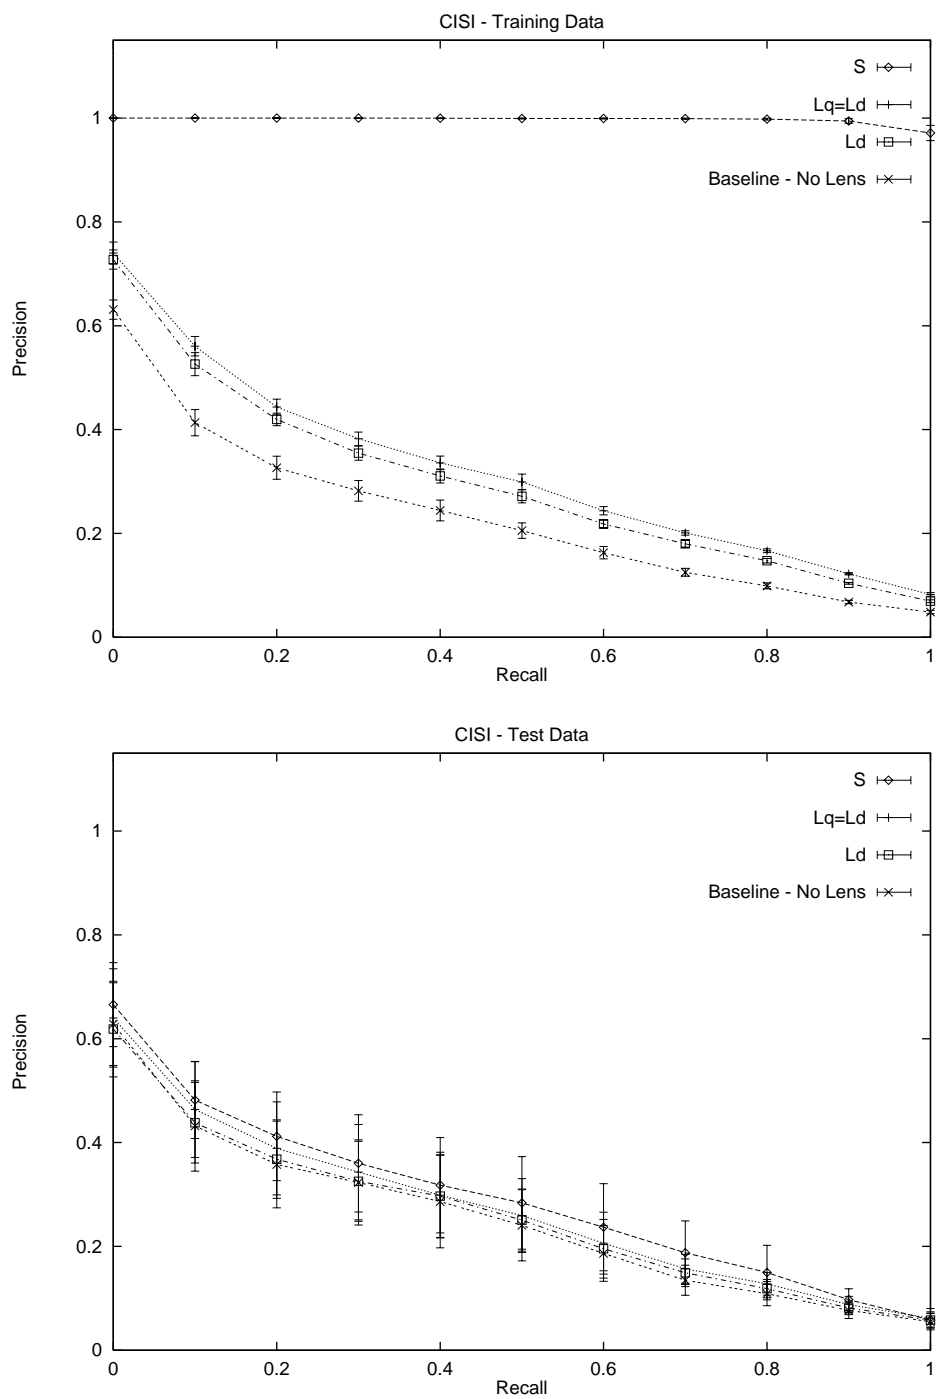 CISI - Training Data
S
Lq=Ld
Ld
Baseline - No Lens
1
0.8
0.6
0.4
0.2
0
Precision
0 0.2 0.4 0.6 0.8 1
Recall
CISI - Test Data
S
Lq=Ld
Ld
Baseline - No Lens
1
0.8
0.6
0.4
0.2
0
Precision
0 0.2 0.4 0.6 0.8 1
Recall